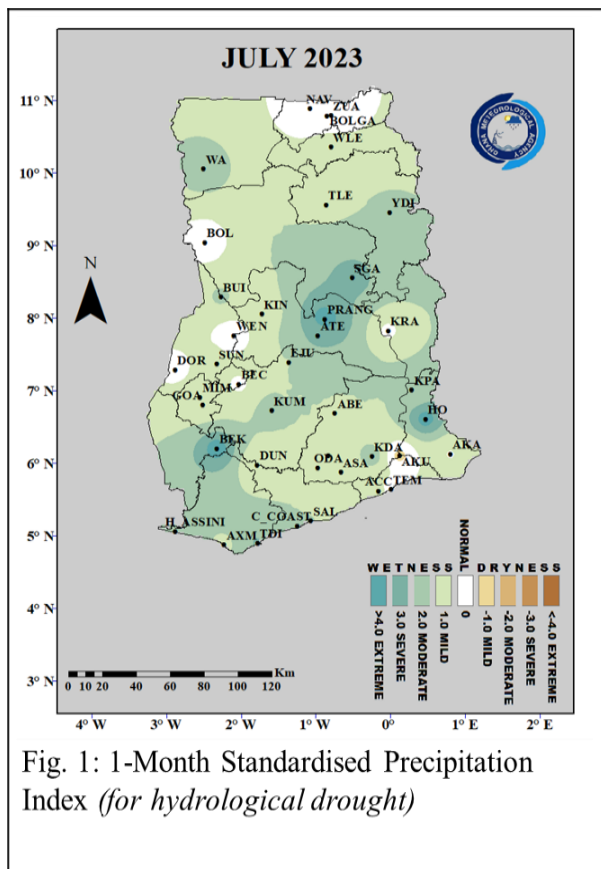 JULY 2023
11° N
10° N
9° N
8° N
7° N
6° N
5° N
4° N
3° N
NAV
ZUA
BOLGA
WLE
WA
TLE
YDI
BOL
SGA
BUI
KIN
PRANG
ATE
KRA
WEN
DOR
SUN
EJU
BEC
MIM
GOA
KPA
KUM
ABE
HO
BEK
DUN
ODA
ASA
KDA
AKU
AKA
ACC
TEM
SAL
C_COAST
H_ASSINI
AXM
TDI
N
GHANA METEOROLOGICAL AGENCY
WETNESS
NORMAL
DRYNESS
>4.0 EXTREME
3.0 SEVERE
2.0 MODERATE
1.0 MILD
0
-1.0 MILD
-2.0 MODERATE
-3.0 SEVERE
<-4.0 EXTREME
Km
0 5 10 20 40 60 80 100 120
4° W 3° W 2° W 1° W 0° 1° E 2° E
Fig. 1: 1-Month Standardised Precipitation
Index (for hydrological drought)